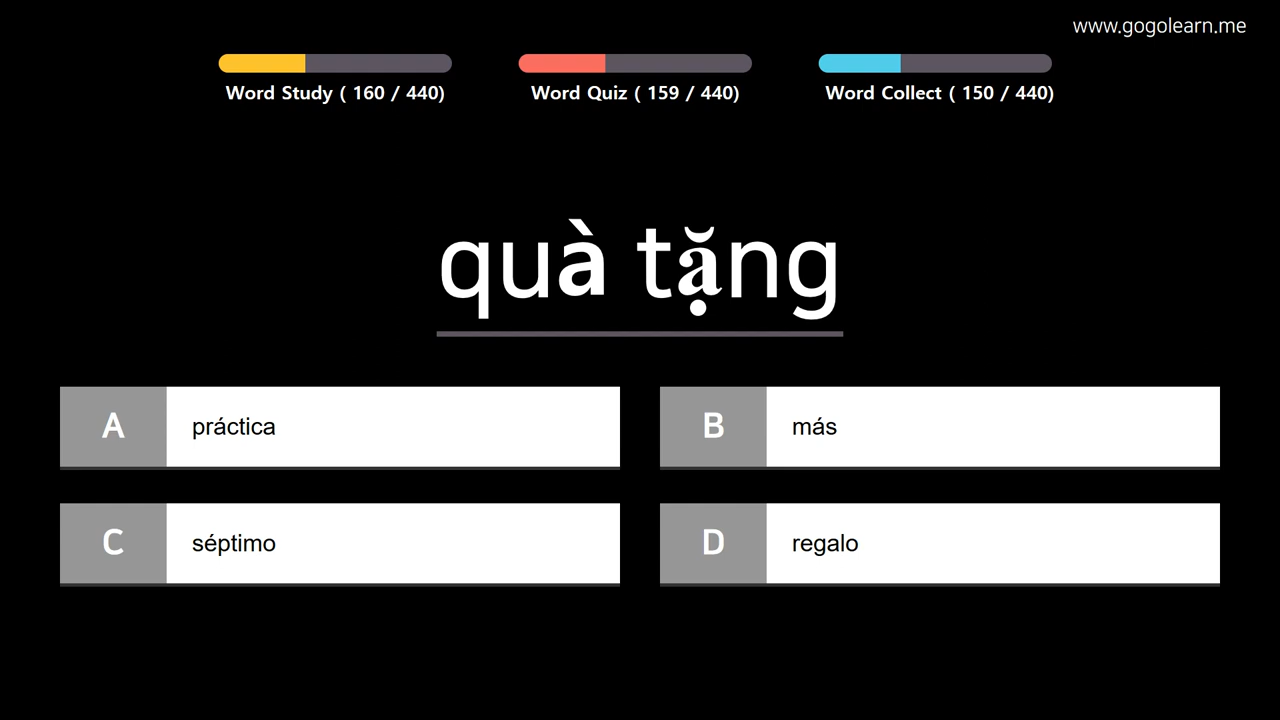 www.gogolearn.me
Word Study ( 160 / 440)
Word Quiz ( 159 / 440)
Word Collect ( 150 / 440)
quà tặng
A práctica
B más
C séptimo
D regalo